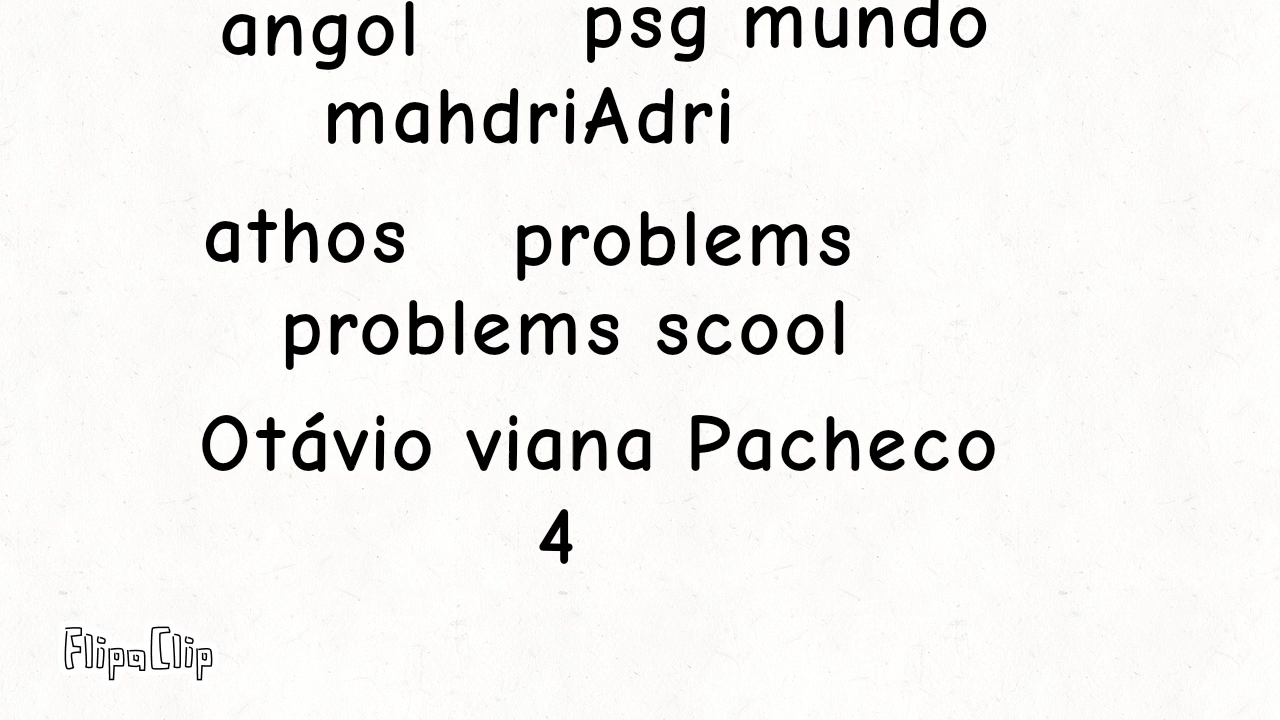 angol psg mundo
mahdriAdri
athos problems
problems scool
Otávio viana Pacheco
4
FlipaClip